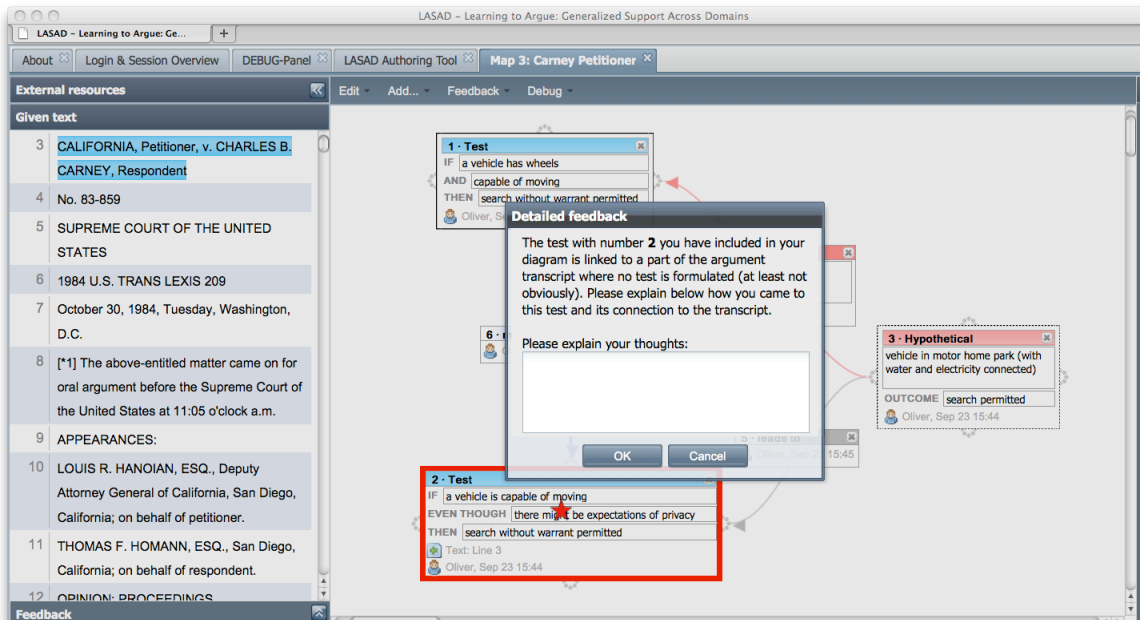 LASAD – Learning to Argue: Generalized Support Across Domains
LASAD – Learning to Argue: Ge...
+
About
Login & Session Overview
DEBUG-Panel
LASAD Authoring Tool
Map 3: Carney Petitioner
External resources
Edit
Add...
Feedback
Debug
Given text
3 CALIFORNIA, Petitioner, v. CHARLES B.
CARNEY, Respondent
4 No. 83-859
5 SUPREME COURT OF THE UNITED
STATES
6 1984 U.S. TRANS LEXIS 209
7 October 30, 1984, Tuesday, Washington,
D.C.
8 [*1] The above-entitled matter came on for
oral argument before the Supreme Court of
the United States at 11:05 o'clock a.m.
9 APPEARANCES:
10 LOUIS R. HANOIAN, ESQ., Deputy
Attorney General of California, San Diego,
California; on behalf of petitioner.
11 THOMAS F. HOMANN, ESQ., San Diego,
California; on behalf of respondent.
12 OPINION: PROCEEDINGS
Feedback
1 · Test
IF a vehicle has wheels
AND capable of moving
THEN search without warrant permitted
Oliver, S
Detailed feedback
The test with number 2 you have included in your
diagram is linked to a part of the argument
transcript where no test is formulated (at least not
obviously). Please explain below how you came to
this test and its connection to the transcript.
Please explain your thoughts:
OK
Cancel
6 ·
3 · Hypothetical
vehicle in motor home park (with
water and electricity connected)
OUTCOME search permitted
Oliver, Sep 23 15:44
5 · leads to
Oliver, Sep 23 15:45
2 · Test
IF a vehicle is capable of moving
EVEN THOUGH there might be expectations of privacy
THEN search without warrant permitted
Text: Line 3
Oliver, Sep 23 15:44